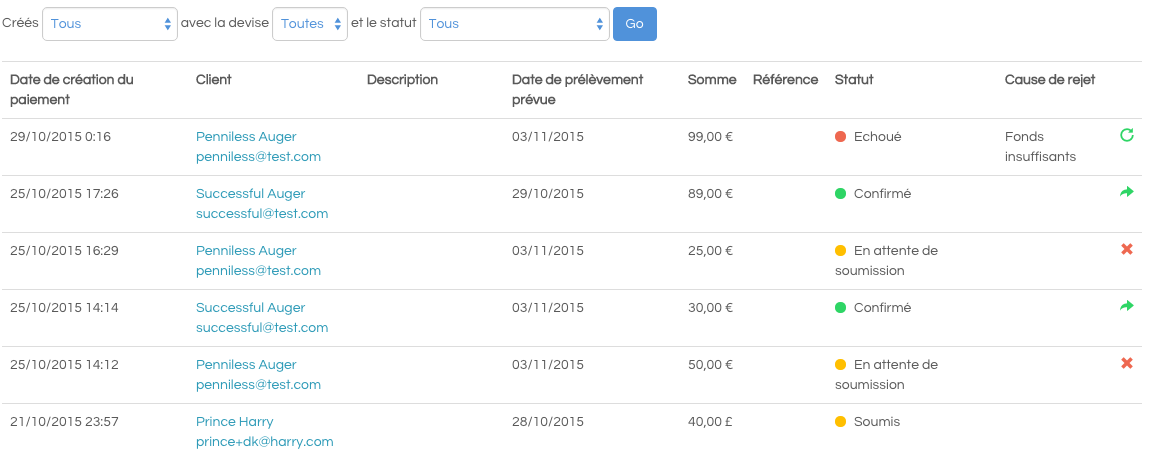 Créés Tous avec la devise Toutes et le statut Tous Go
Date de création du paiement Client Description Date de prélèvement prévue Somme Référence Statut Cause de rejet
29/10/2015 0:16 Penniless Auger 03/11/2015 99,00 € Echoué Fonds
penniless@test.com insuffisants
25/10/2015 17:26 Successful Auger 29/10/2015 89,00 € Confirmé
successful@test.com
25/10/2015 16:29 Penniless Auger 03/11/2015 25,00 € En attente de
penniless@test.com soumission
25/10/2015 14:14 Successful Auger 03/11/2015 30,00 € Confirmé
successful@test.com
25/10/2015 14:12 Penniless Auger 03/11/2015 50,00 € En attente de
penniless@test.com soumission
21/10/2015 23:57 Prince Harry 28/10/2015 40,00 £ Soumis
prince+dk@harry.com